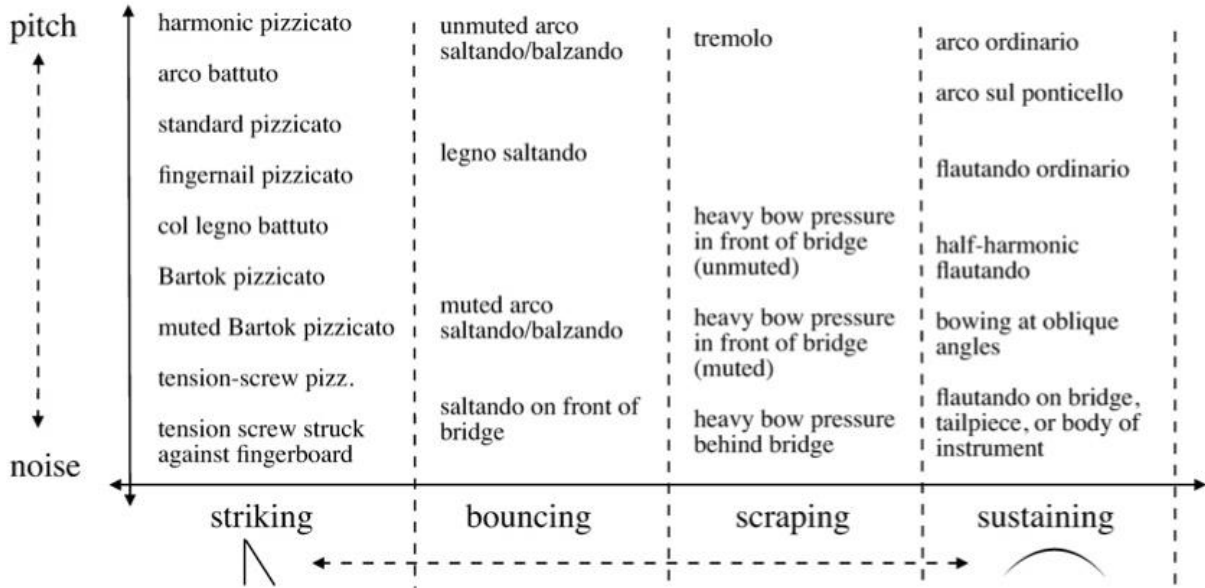 pitch
noise
harmonic pizzicato
arco battuto
standard pizzicato
fingernail pizzicato
col legno battuto
Bartok pizzicato
muted Bartok pizzicato
tension-screw pizz.
tension screw struck
against fingerboard
unmuted arco
saltando/balzando
legno saltando
muted arco
saltando/balzando
saltando on front of
bridge
tremolo
heavy bow pressure
in front of bridge
(unmuted)
heavy bow pressure
in front of bridge
(muted)
heavy bow pressure
behind bridge
arco ordinario
arco sul ponticello
flautando ordinario
half-harmonic
flautando
bowing at oblique
angles
flautando on bridge,
tailpiece, or body of
instrument
striking
bouncing
scraping
sustaining